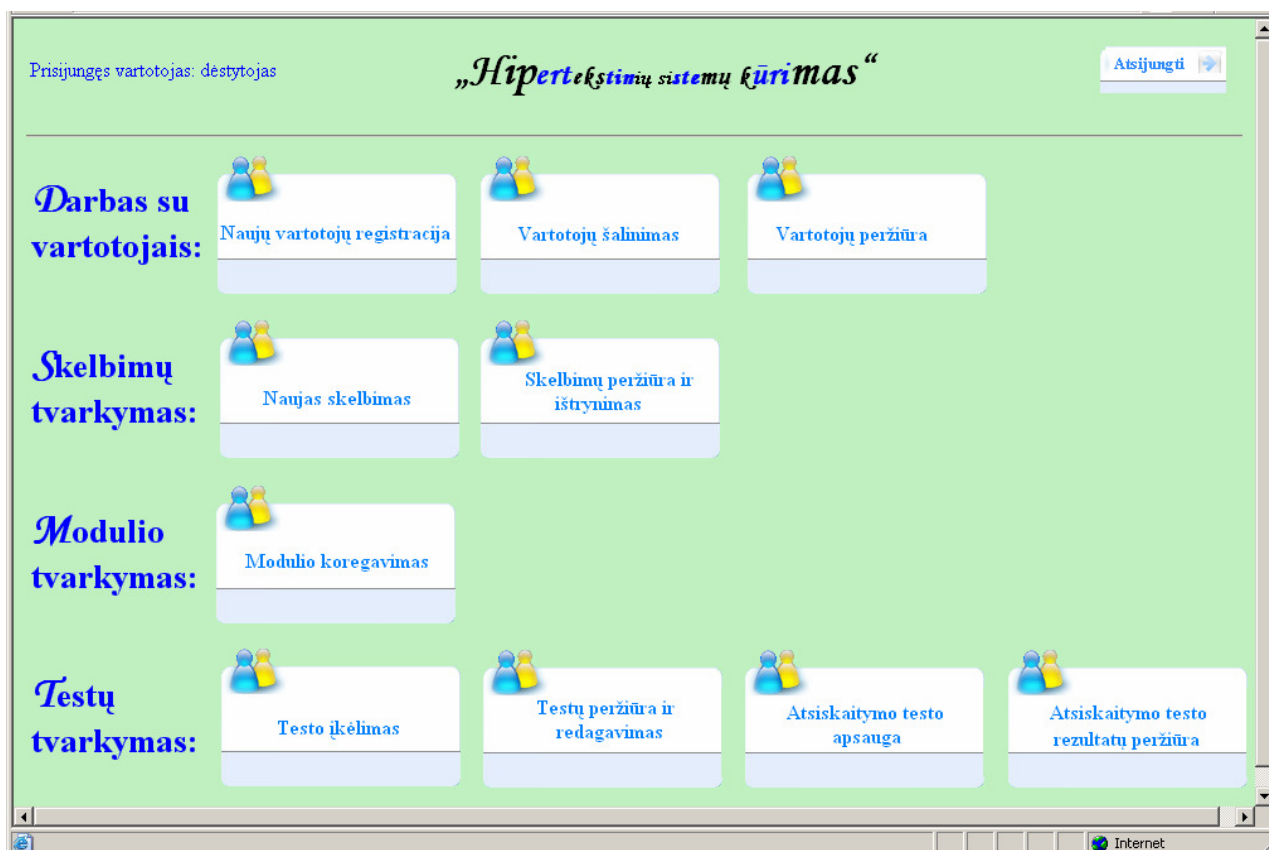 Prisijungęs vartotojas: dėstytojas
„Hipertekstinių sistemų kūrimas“
Atsijungti
Darbas su
vartotojais:
Naujų vartotojų registracija
Vartotojų šalinimas
Vartotojų peržiūra
Skelbimų
tvarkymas:
Naujas skelbimas
Skelbimų peržiūra ir
ištrynimas
Modulio
tvarkymas:
Modulio koregavimas
Testų
tvarkymas:
Testo įkėlimas
Testų peržiūra ir
redagavimas
Atsiskaitymo testo
apsauga
Atsiskaitymo testo
rezultatų peržiūra
Internet